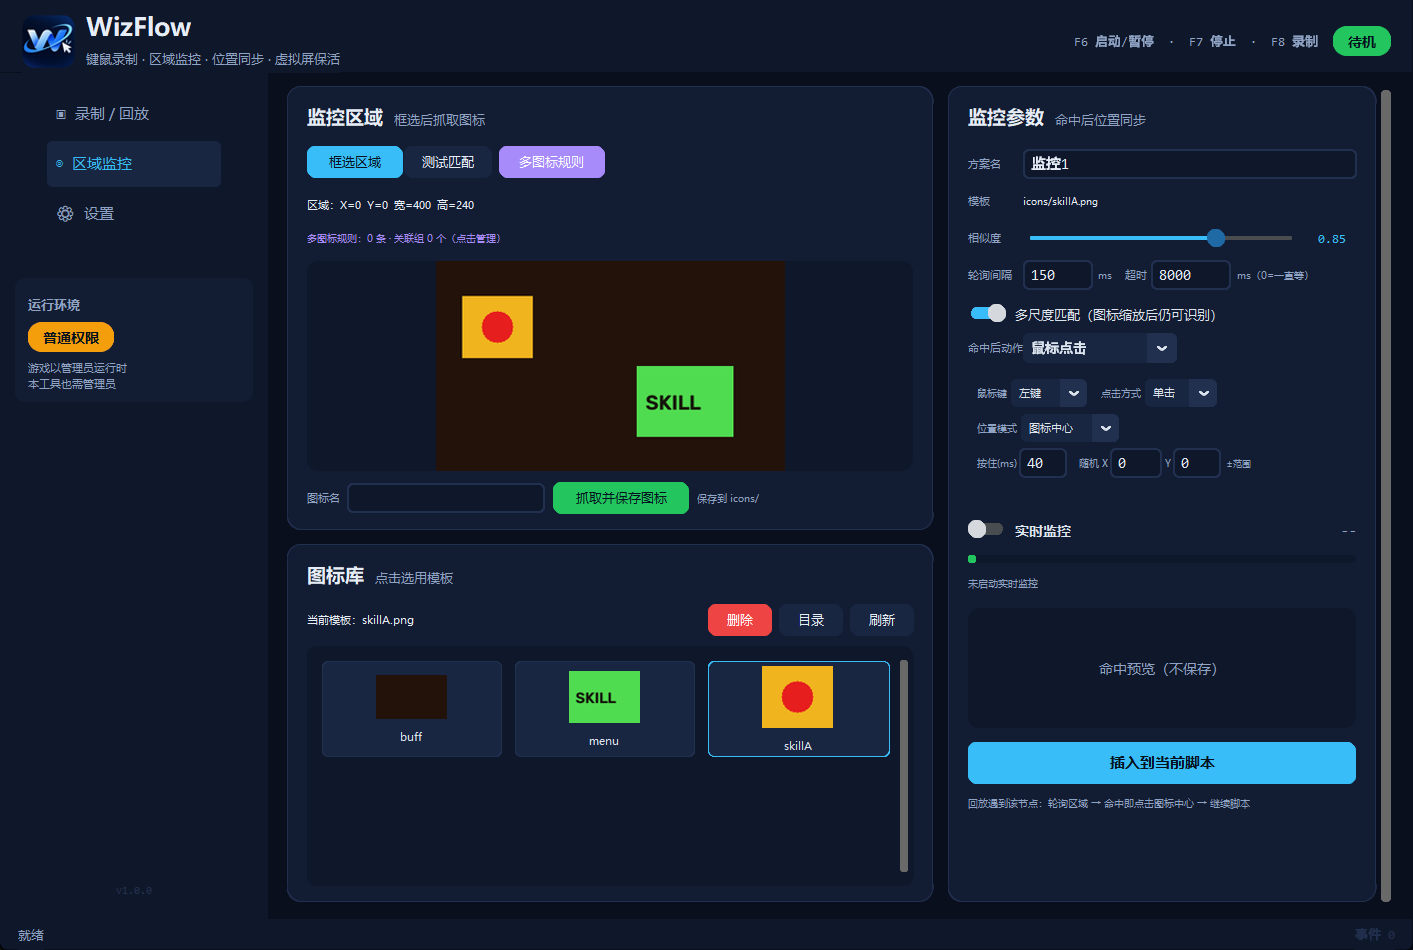 WizFlow
键鼠录制 · 区域监控 · 位置同步 · 虚拟屏保活
F6 启动/暂停 · F7 停止 · F8 录制 待机
录制 / 回放
区域监控
设置
运行环境
普通权限
游戏以管理员运行时
本工具也需管理员
v1.0.0
监控区域 框选后抓取图标
框选区域 测试匹配 多图标规则
区域：X=0 Y=0 宽=400 高=240
多图标规则：0 条 · 关联组 0 个（点击管理）
SKILL
图标名 抓取并保存图标 保存到 icons/
图标库 点击选用模板
当前模板：skillA.png 删除 目录 刷新
SKILL
buff menu skillA
监控参数 命中后位置同步
方案名 监控1
模板 icons/skillA.png
相似度 0.85
轮询间隔 150 ms 超时 8000 ms（0=一直等）
多尺度匹配（图标缩放后仍可识别）
命中后动作 鼠标点击
鼠标键 左键 点击方式 单击
位置模式 图标中心
按住(ms) 40 随机 X 0 Y 0 ±范围
实时监控 --
未启动实时监控
命中预览（不保存）
插入到当前脚本
回放遇到该节点：轮询区域 → 命中即点击图标中心 → 继续脚本
就绪 事件 0